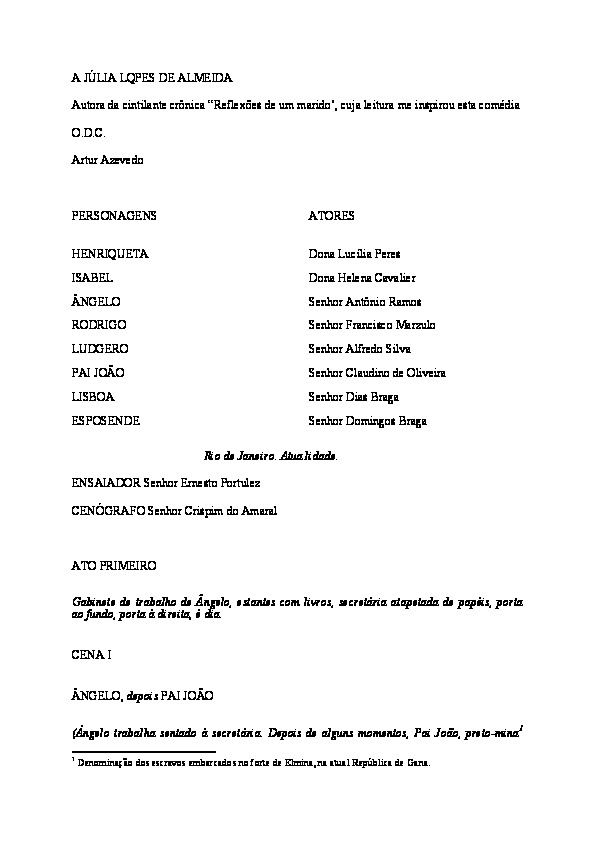 A JÚLIA LQPES DE ALMEIDA
Autora da cintilante crônica “Reflexões de um marido", cuja leitura me inspirou esta comédia
O.D.C.
Artur Azevedo
PERSONAGENS ATORES
HENRIQUETA Dona Lucília Peres
ISABEL Dona Helena Cavalier
ÂNGELO Senhor Antônio Ramos
RODRIGO Senhor Francisco Marzulo
LUDGERO Senhor Alfredo Silva
PAI JOÃO Senhor Claudino de Oliveira
LISBOA Senhor Dias Braga
ESPOSENDE Senhor Domingos Braga
Rio de Janeiro. Atualidade.
ENSAIADOR Senhor Ernesto Portulez
CENÓGRAFO Senhor Crispim do Amaral
ATO PRIMEIRO
Gabinete de trabalho de Ângelo, estantes com livros, secretária atapetada de papéis, porta
ao fundo, porta à direita, é dia.
CENA I
ÂNGELO, depois PAI JOÃO
(Ângelo trabalha sentado à secretária. Depois de alguns momentos, Pai João, preto-mina1
1 Denominação dos escravos embarcados no forte de Elmina, na atual República de Gana.